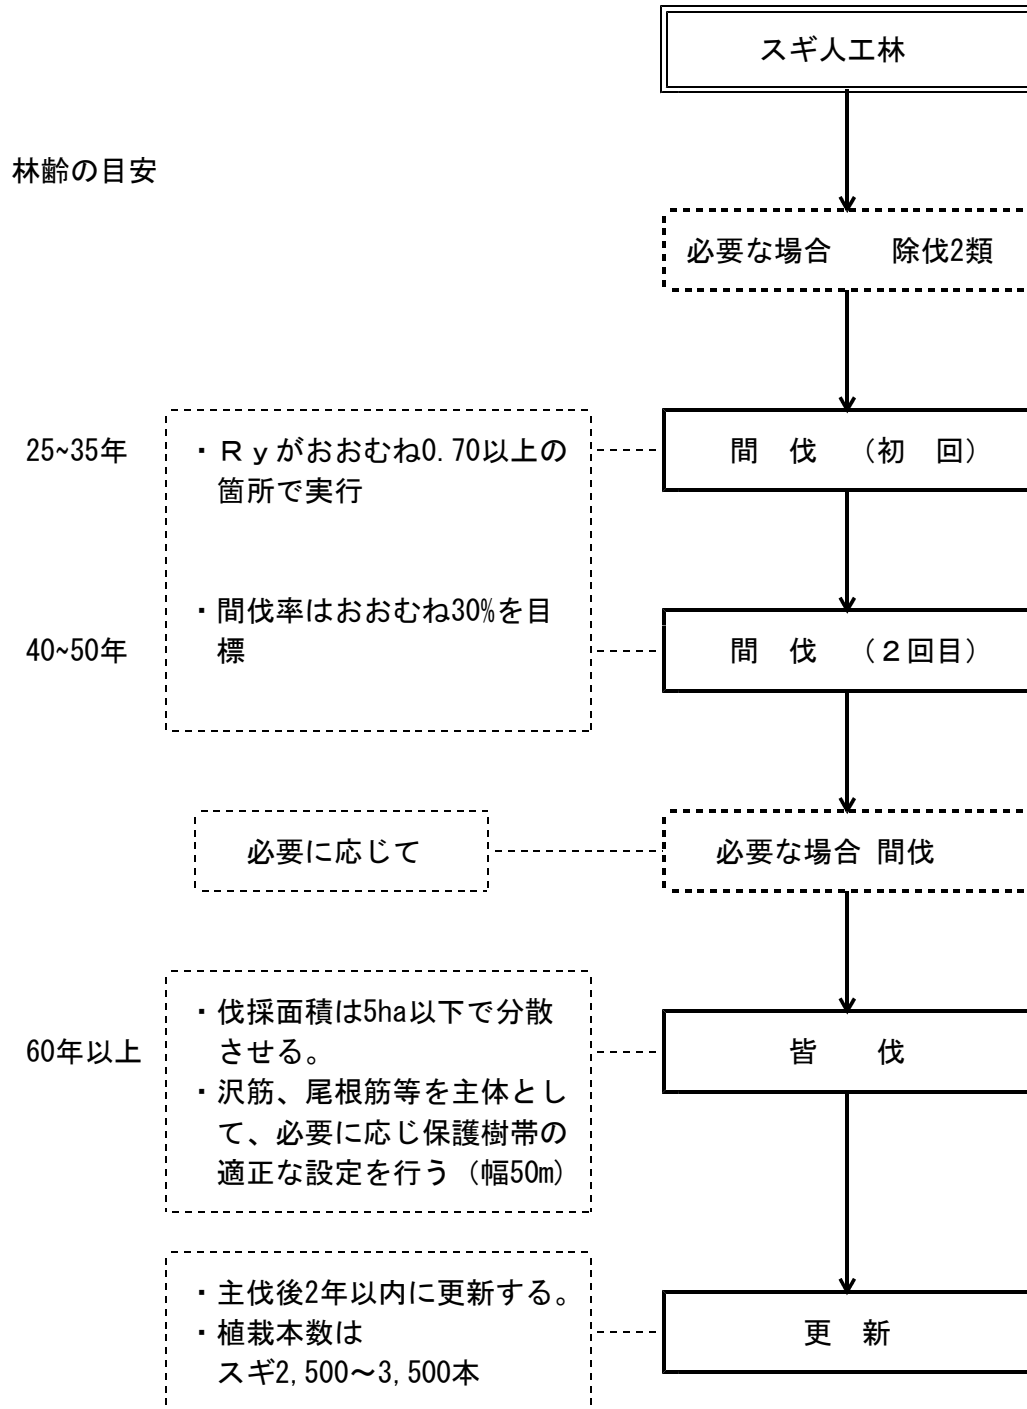 スギ人工林
林齢の目安
必要な場合　　除伐2類
25~35年
・Ｒｙがおおむね0.70以上の
箇所で実行
間　伐　（初　回）
・間伐率はおおむね30%を目
標
40~50年
間　伐　（２回目）
必要に応じて
必要な場合 間伐
・伐採面積は5ha以下で分散
させる。
・沢筋、尾根筋等を主体とし
て、必要に応じ保護樹帯の
適正な設定を行う（幅50m）
60年以上
皆　　伐
・主伐後2年以内に更新する。
・植栽本数は
スギ2,500～3,500本
更　新